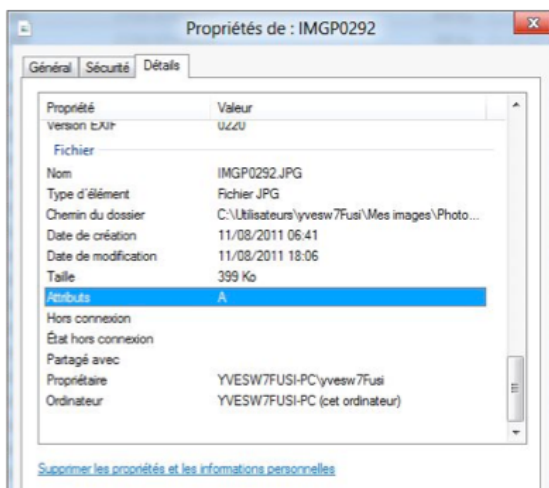 Propriétés de : IMGP0292
x
Général Sécurité Détails
Propriété Valeur
Version EXIF 0220
Fichier
Nom IMGP0292.JPG
Type d'élément Fichier JPG
Chemin du dossier C:\Utilisateurs\yvesw7Fusi\Mes images\Photo...
Date de création 11/08/2011 06:41
Date de modification 11/08/2011 18:06
Taille 399 Ko
Attributs A
Hors connexion
État hors connexion
Partagé avec
Propriétaire YVESW7FUSI-PC\yvesw7Fusi
Ordinateur YVESW7FUSI-PC (cet ordinateur)
Supprimer les propriétés et les informations personnelles